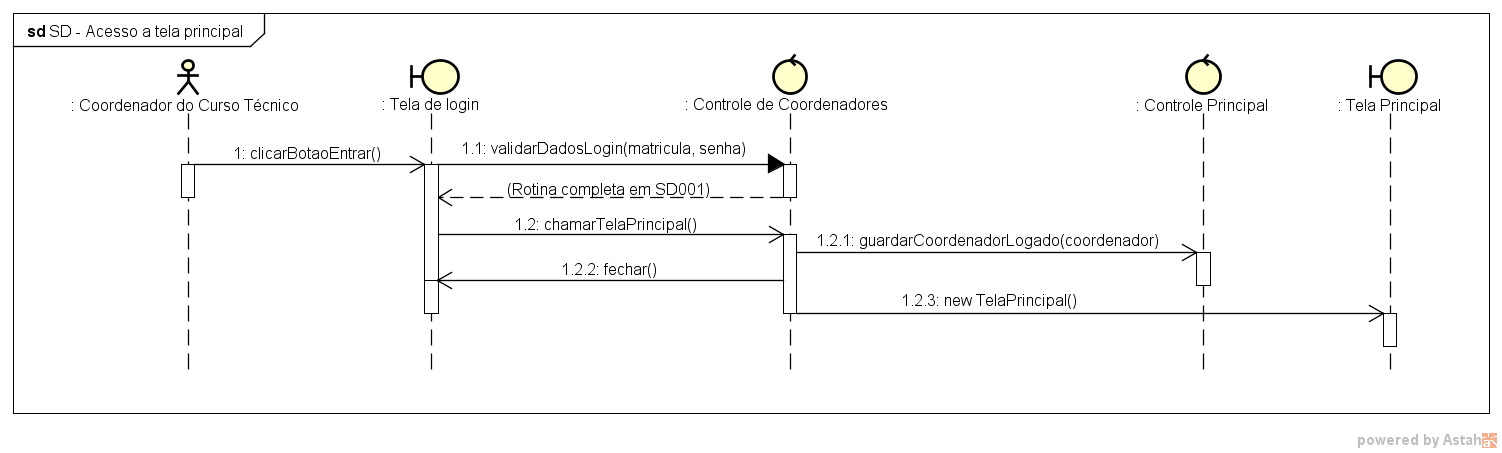 sd SD - Acesso a tela principal
: Coordenador do Curso Técnico
: Tela de login
: Controle de Coordenadores
: Controle Principal
: Tela Principal
1: clicarBotaoEntrar()
1.1: validarDadosLogin(matricula, senha)
(Rotina completa em SD001)
1.2: chamarTelaPrincipal()
1.2.1: guardarCoordenadorLogado(coordenador)
1.2.2: fechar()
1.2.3: new TelaPrincipal()
powered by Astah